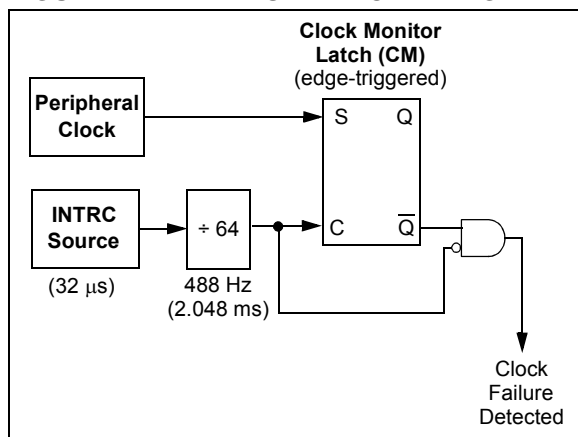 Clock Monitor
Latch (CM)
(edge-triggered)
Peripheral
Clock
S Q
INTRC
Source
÷ 64
C Q̅
(32 μs)
488 Hz
(2.048 ms)
Clock
Failure
Detected